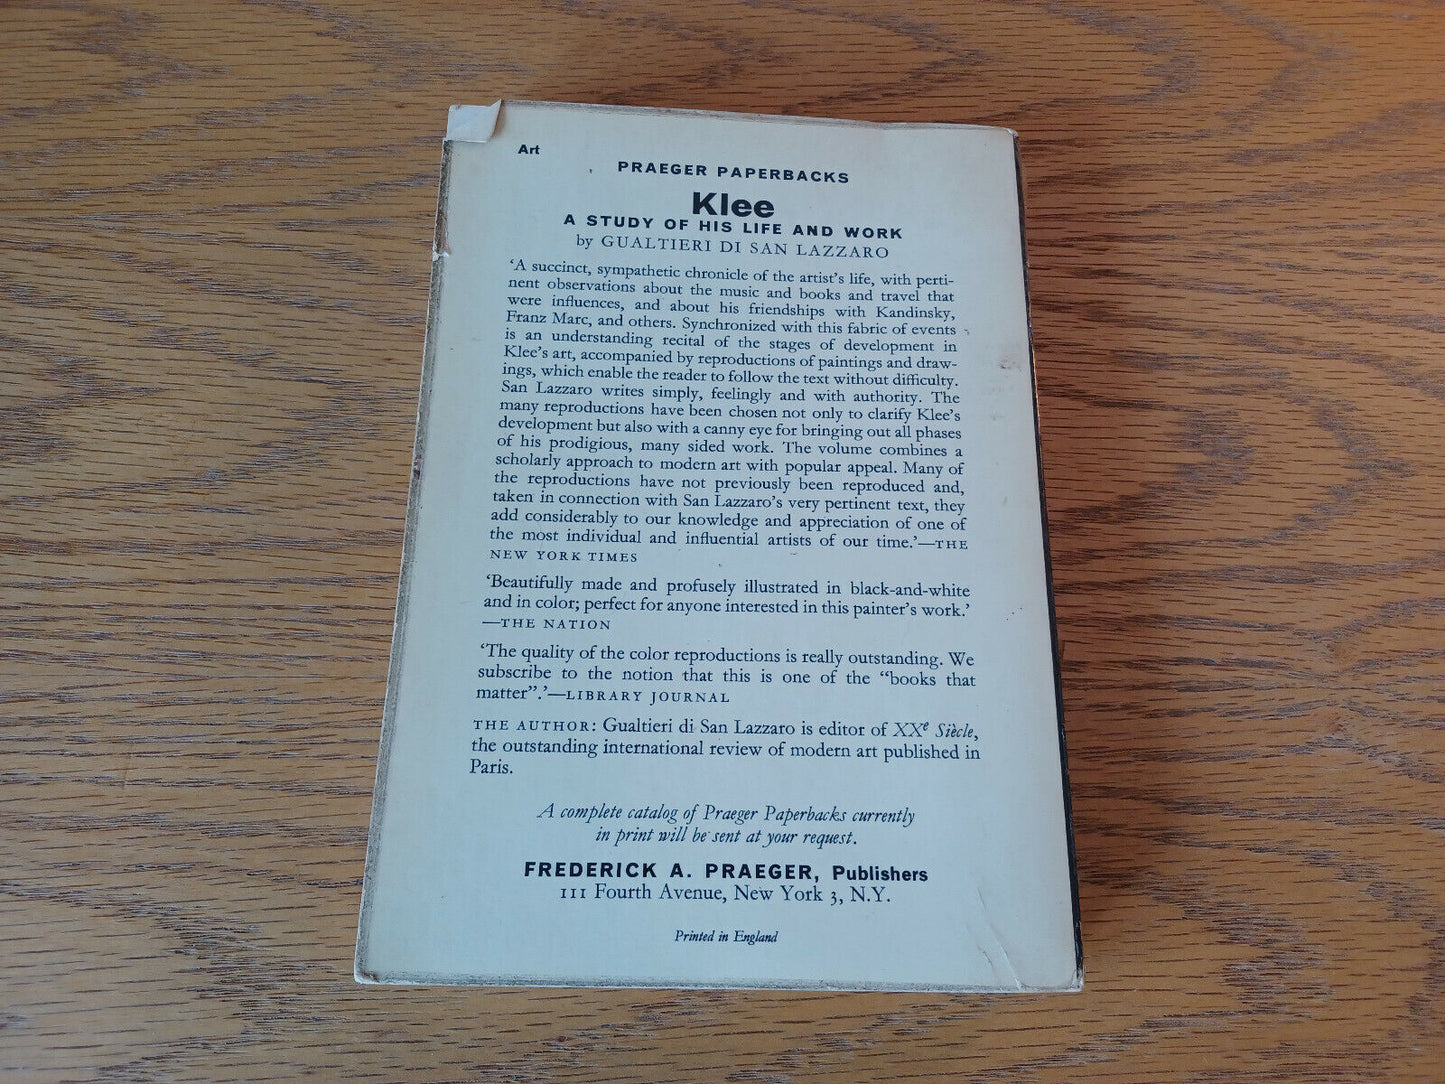 Art
PRAEGER PAPERBACKS
Klee
A STUDY OF HIS LIFE AND WORK
by GUALTIERI DI SAN LAZZARO
‘A succinct, sympathetic chronicle of the artist’s life, with perti-
nent observations about the music and books and travel that
were influences, and about his friendships with Kandinsky,
Franz Marc, and others. Synchronized with this fabric of events
is an understanding recital of the stages of development in
Klee’s art, accompanied by reproductions of paintings and draw-
ings, which enable the reader to follow the text without difficulty.
San Lazzaro writes simply, feelingly and with authority. The
many reproductions have been chosen not only to clarify Klee’s
development but also with a canny eye for bringing out all phases
of his prodigious, many sided work. The volume combines a
scholarly approach to modern art with popular appeal. Many of
the reproductions have not previously been reproduced and,
taken in connection with San Lazzaro’s very pertinent text, they
add considerably to our knowledge and appreciation of one of
the most individual and influential artists of our time.’—THE
NEW YORK TIMES
‘Beautifully made and profusely illustrated in black-and-white
and in color; perfect for anyone interested in this painter’s work.’
—THE NATION
‘The quality of the color reproductions is really outstanding. We
subscribe to the notion that this is one of the “books that
matter”.’—LIBRARY JOURNAL
THE AUTHOR: Gualtieri di San Lazzaro is editor of XXe Siècle,
the outstanding international review of modern art published in
Paris.
A complete catalog of Praeger Paperbacks currently
in print will be sent at your request.
FREDERICK A. PRAEGER, Publishers
111 Fourth Avenue, New York 3, N.Y.
Printed in England